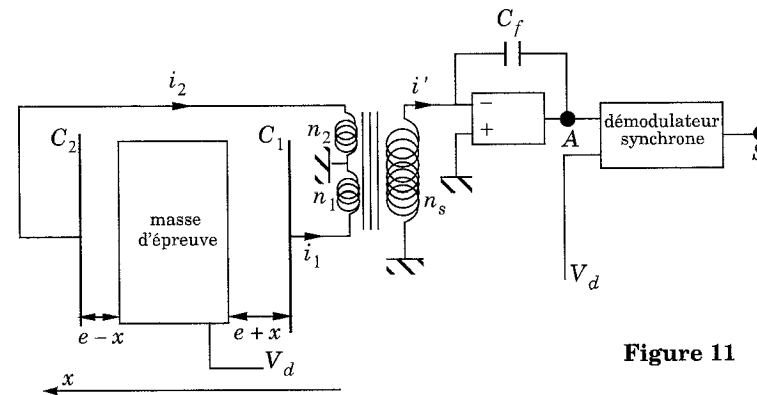 C_f
i_2
i'
n_2
n_1
n_s
−
+
A
démodulateur
synchrone
S
C_2
C_1
masse
d'épreuve
i_1
V_d
e − x
e + x
V_d
x
Figure 11